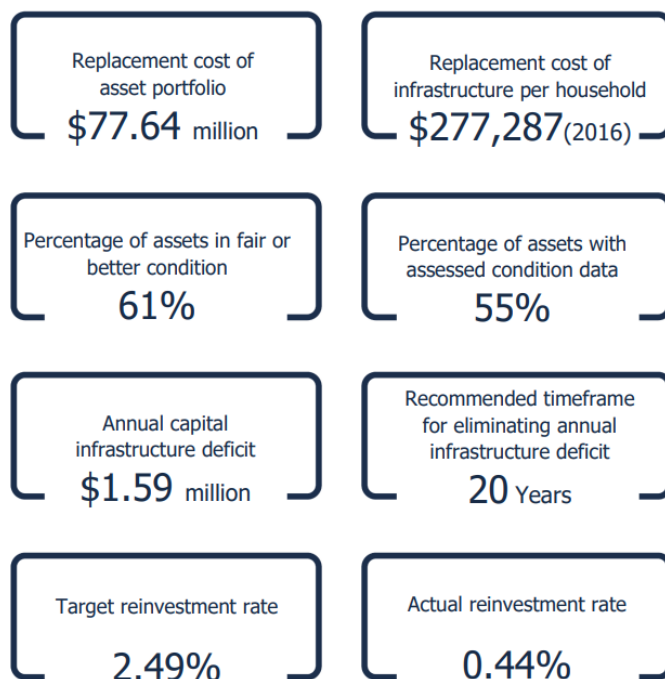 Replacement cost of
asset portfolio
$77.64 million
Replacement cost of
infrastructure per household
$277,287(2016)
Percentage of assets in fair or
better condition
61%
Percentage of assets with
assessed condition data
55%
Annual capital
infrastructure deficit
$1.59 million
Recommended timeframe
for eliminating annual
infrastructure deficit
20 Years
Target reinvestment rate
2.49%
Actual reinvestment rate
0.44%